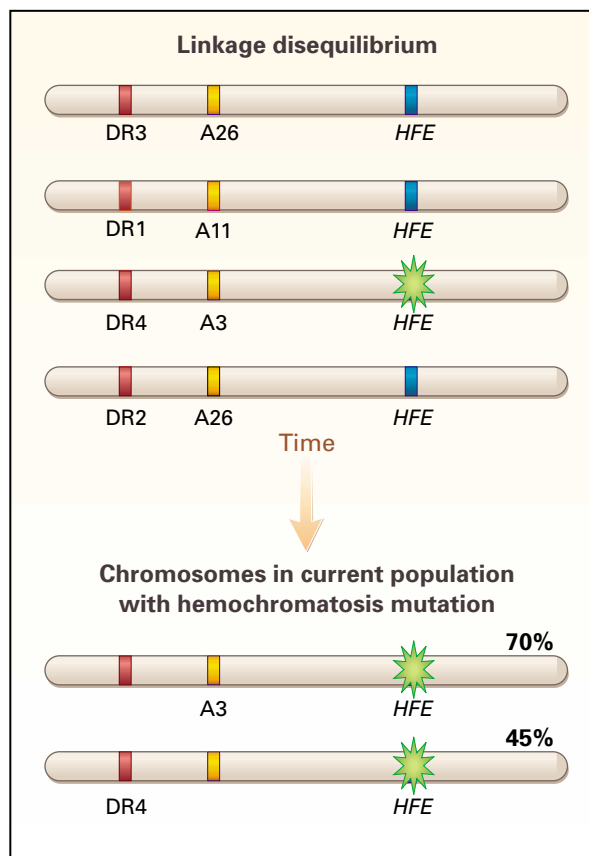 Linkage disequilibrium
DR3 A26 HFE
DR1 A11 HFE
DR4 A3 HFE
DR2 A26 HFE
Time
Chromosomes in current population
with hemochromatosis mutation
70%
A3 HFE
45%
DR4 HFE